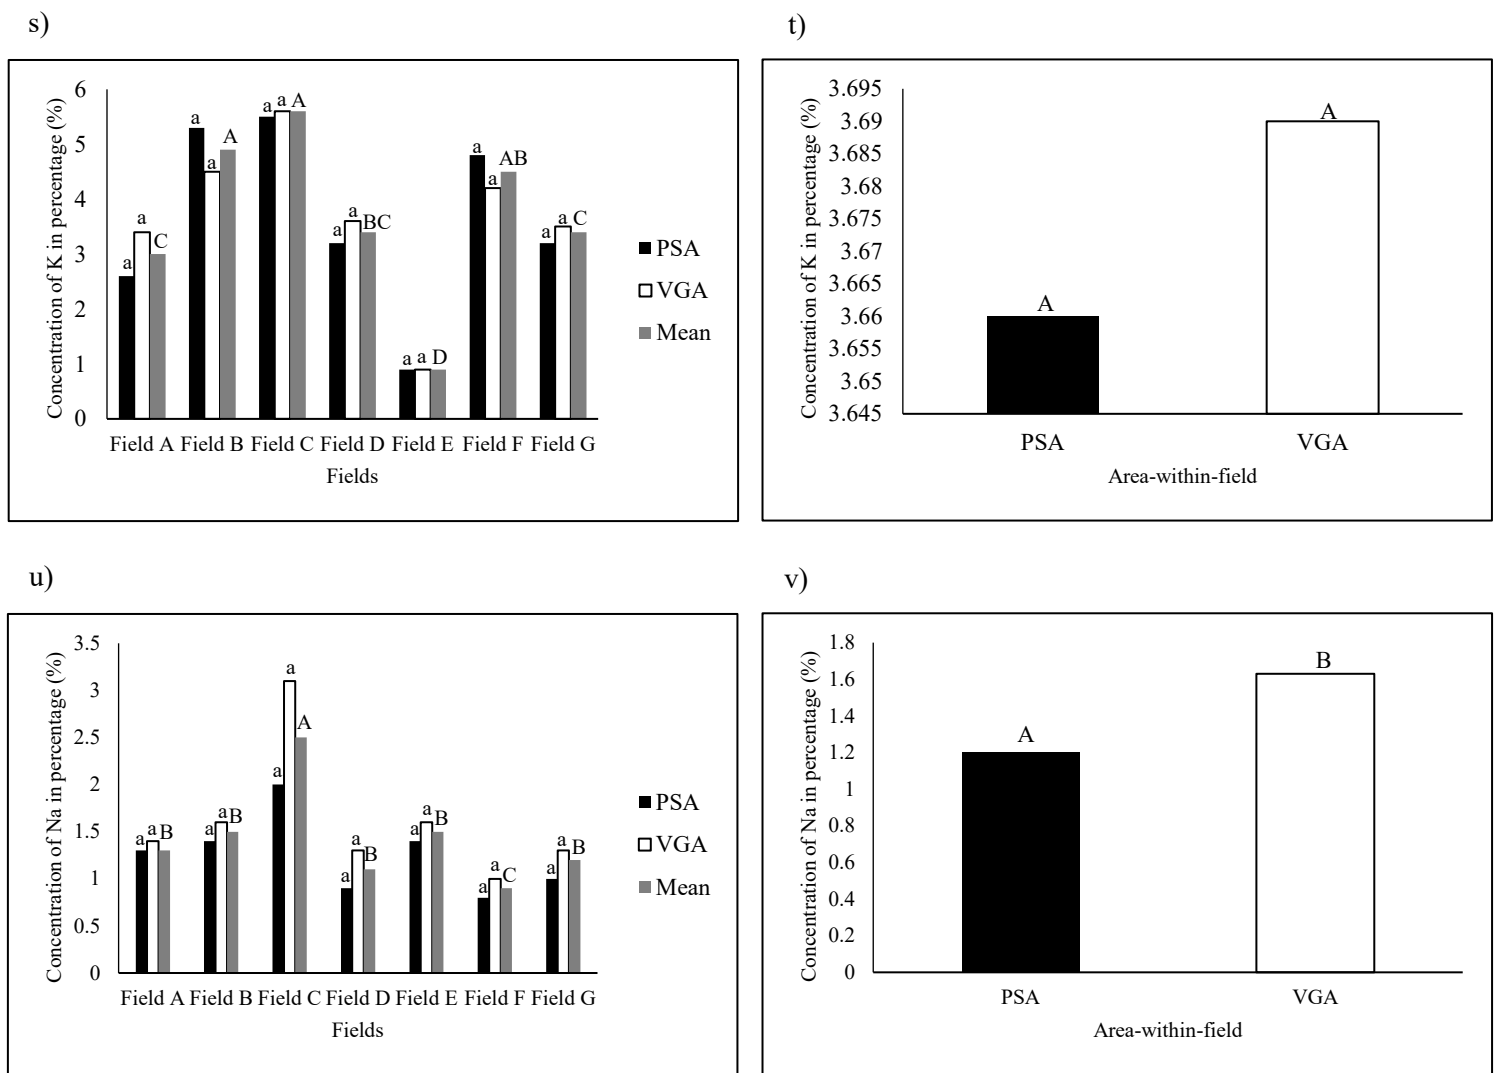 s)
Concentration of K in percentage (%)
6
5
4
3
2
1
0
a
a
C
a
a
A
a
a
A
a
a
BC
a
a
D
a
a
AB
a
a
C
Field A
Field B
Field C
Field D
Field E
Field F
Field G
Fields
PSA
VGA
Mean
t)
Concentration of K in percentage (%)
3.695
3.69
3.685
3.68
3.675
3.67
3.665
3.66
3.655
3.65
3.645
A
A
PSA
VGA
Area-within-field
u)
Concentration of Na in percentage (%)
3.5
3
2.5
2
1.5
1
0.5
0
a
a
B
a
a
B
a
a
A
a
a
B
a
a
B
a
a
C
a
a
B
Field A
Field B
Field C
Field D
Field E
Field F
Field G
Fields
PSA
VGA
Mean
v)
Concentration of Na in percentage (%)
1.8
1.6
1.4
1.2
1
0.8
0.6
0.4
0.2
0
A
B
PSA
VGA
Area-within-field